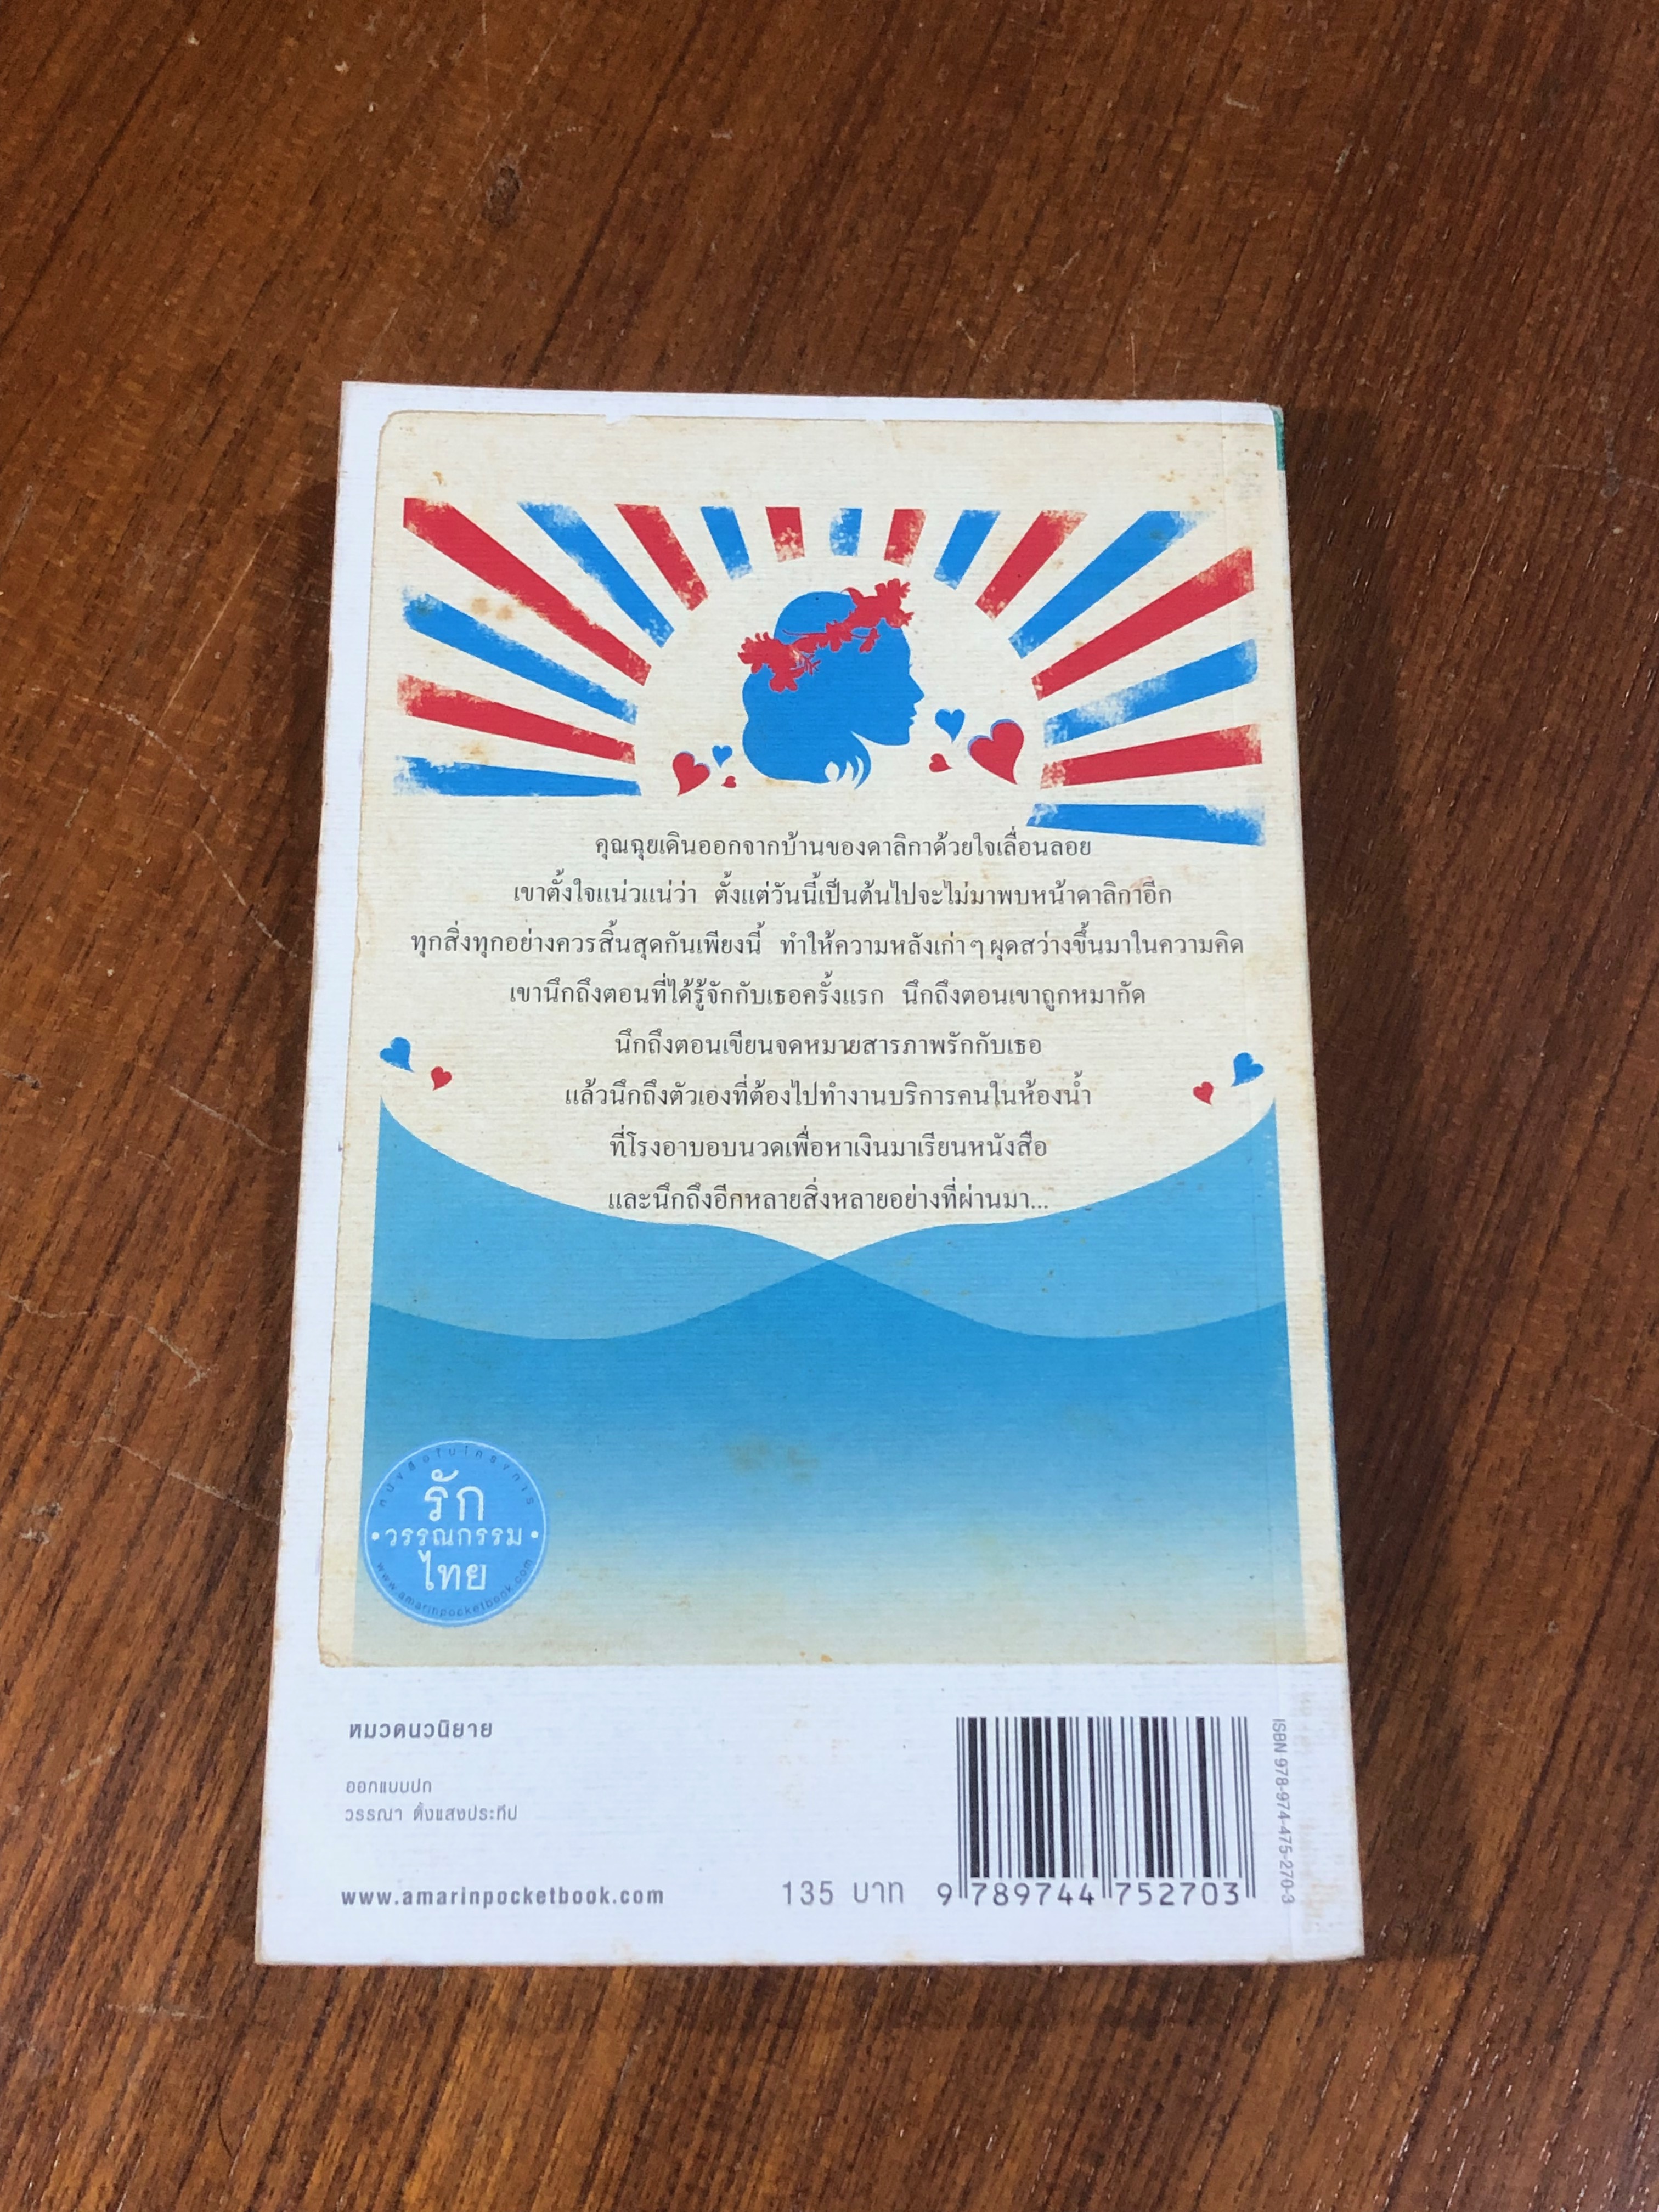 คุณฉุยเดินออกจากบ้านของดาลิกาด้วยใจเลื่อนลอย
เขาตั้งใจแน่วแน่ว่า ตั้งแต่วันนี้เป็นต้นไปจะไม่มาพบหน้าดาลิกาอีก
ทุกสิ่งทุกอย่างควรสิ้นสุดกันเพียงนี้ ทำให้ความหลังเก่า ๆ ผุดสว่างขึ้นมาในความคิด
เขานึกถึงตอนที่ได้รู้จักกับเธอครั้งแรก นึกถึงตอนเขาถูกหมากัด
นึกถึงตอนเขียนจดหมายสารภาพรักกับเธอ
แล้วนึกถึงตัวเองที่ต้องไปทำงานบริการคนในห้องน้ำ
ที่โรงอาบอบนวดเพื่อหาเงินมาเรียนหนังสือ
และนึกถึงอีกหลายสิ่งหลายอย่างที่ผ่านมา...
หนังสือในโครงการ
รัก
• วรรณกรรม •
ไทย
www.amarinpocketbook.com
หมวดนวนิยาย
ออกแบบปก
วรรณา ตั้งแสงประทีป
www.amarinpocketbook.com
135 บาท
9 789744 752703
ISBN 978-974-475-270-3